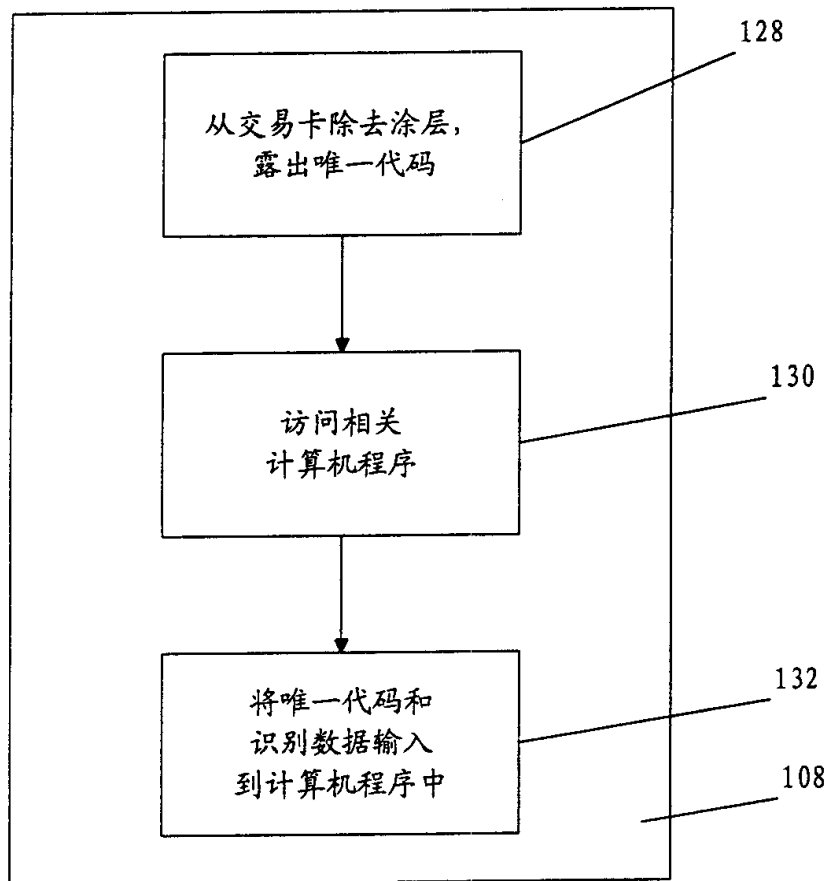 128
从交易卡除去涂层，
露出唯一代码
130
访问相关
计算机程序
132
将唯一代码和
识别数据输入
到计算机程序中
108